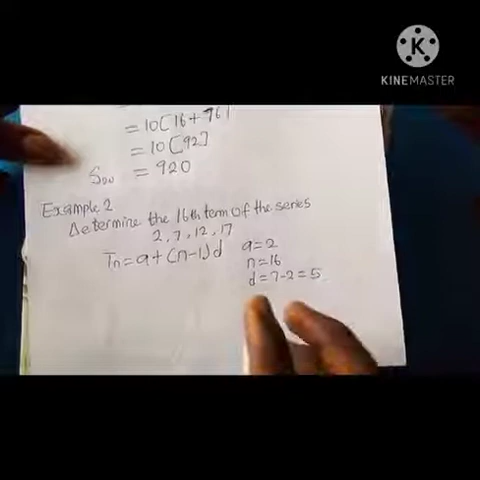 KINEMASTER
= 10[16+76]
= 10[92]
S20 = 920
Example 2
Determine the 16th term of the series
2, 7, 12, 17
Tn = a + (n-1)d
a = 2
n = 16
d = 7-2 = 5